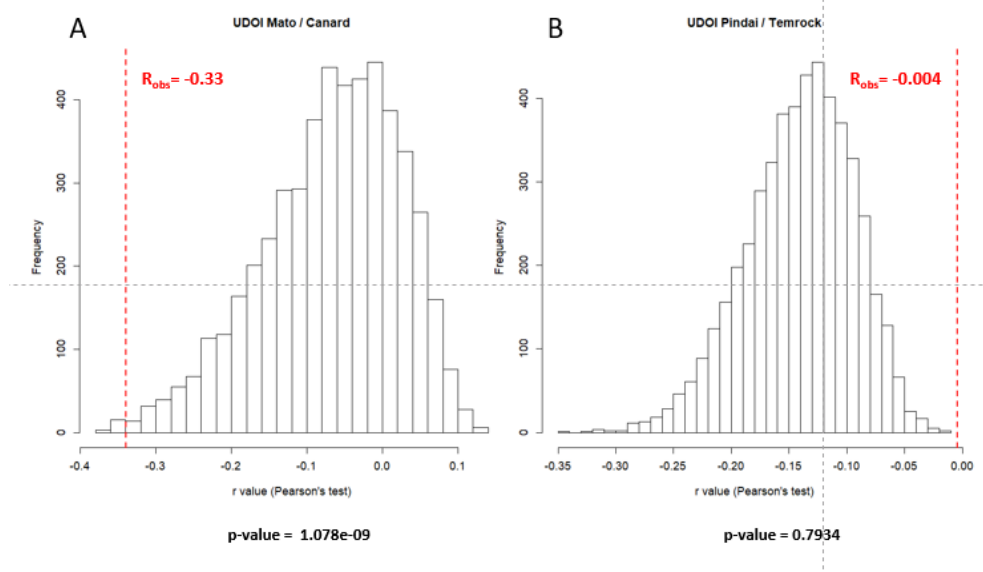 A
UDOI Mato / Canard
Robs= -0.33
Frequency
400
300
200
100
0
-0.4 -0.3 -0.2 -0.1 0.0 0.1
r value (Pearson's test)
p-value = 1.078e-09
B
UDOI Pindai / Temrock
Robs= -0.004
Frequency
400
300
200
100
0
-0.35 -0.30 -0.25 -0.20 -0.15 -0.10 -0.05 0.00
r value (Pearson's test)
p-value = 0.7934